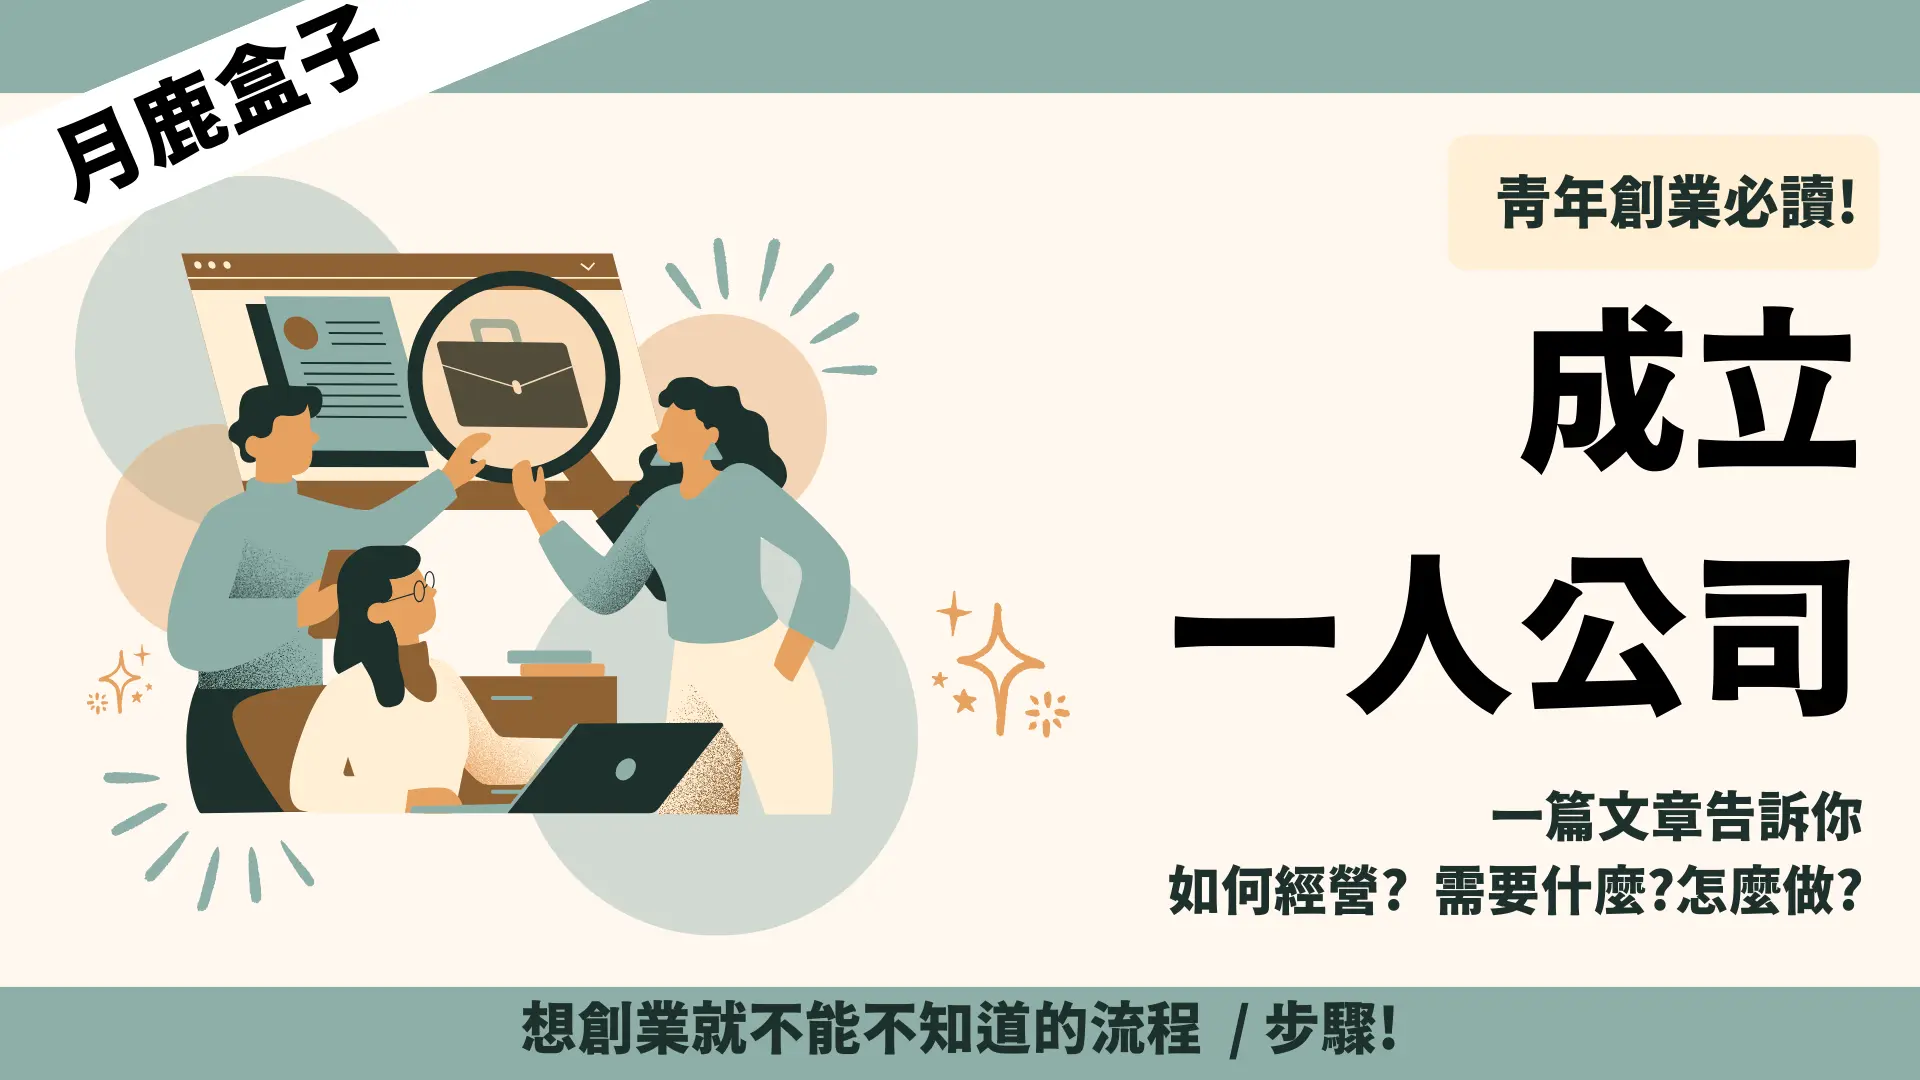 月鹿盒子
青年創業必讀!
成立
一人公司
一篇文章告訴你
如何經營? 需要什麼?怎麼做?
想創業就不能不知道的流程 / 步驟!